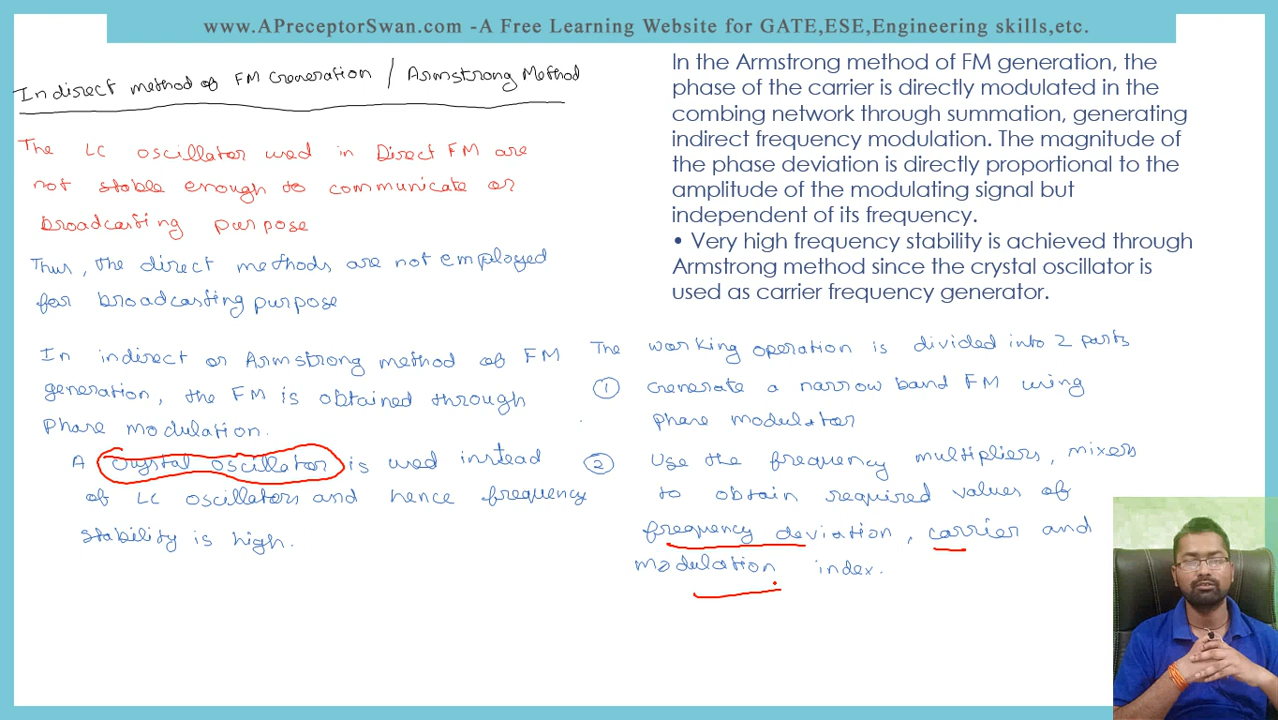 www.APreceptorSwan.com -A Free Learning Website for GATE,ESE,Engineering skills,etc.
Indirect method of FM Generation / Armstrong Method
The LC oscillator used in Direct FM are
not stable enough to communicate or
broadcasting purpose
Thus, the direct methods are not employed
for broadcasting purpose
In indirect or Armstrong method of FM
generation, the FM is obtained through
Phase modulation.
A crystal oscillator is used instead
of LC oscillators and hence frequency
stability is high.
In the Armstrong method of FM generation, the
phase of the carrier is directly modulated in the
combing network through summation, generating
indirect frequency modulation. The magnitude of
the phase deviation is directly proportional to the
amplitude of the modulating signal but
independent of its frequency.
• Very high frequency stability is achieved through
Armstrong method since the crystal oscillator is
used as carrier frequency generator.
The working operation is divided into 2 parts
1 Generate a narrow band FM using
phase modulator
2 Use the frequency multipliers, mixers
to obtain required values of
frequency deviation, carrier and
modulation index.